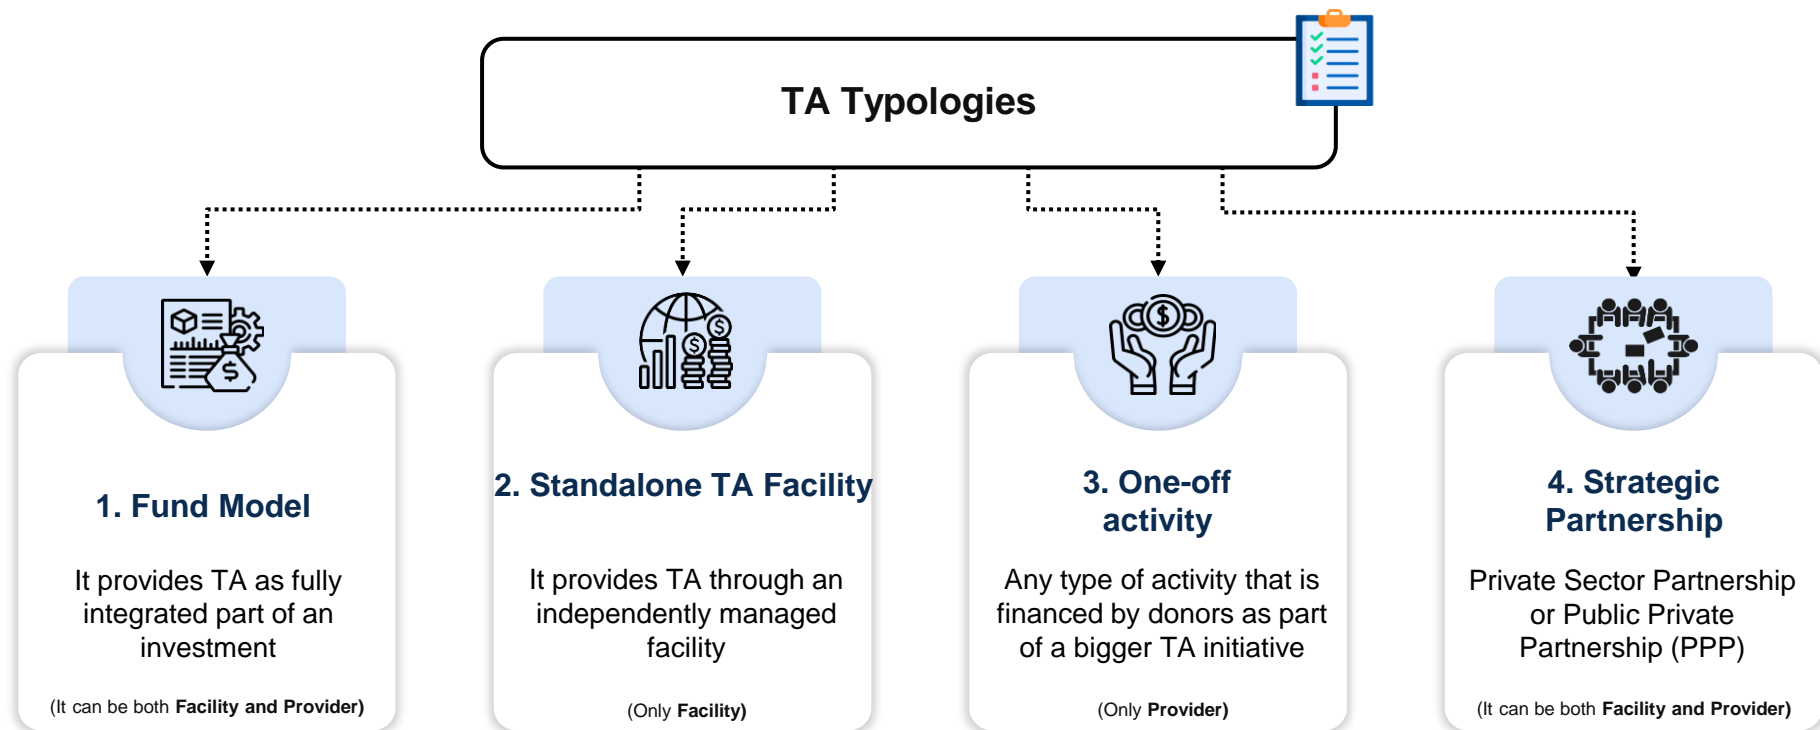 TA Typologies
1. Fund Model
It provides TA as fully
integrated part of an
investment
(It can be both Facility and Provider)
2. Standalone TA Facility
It provides TA through an
independently managed
facility
(Only Facility)
3. One-off
activity
Any type of activity that is
financed by donors as part
of a bigger TA initiative
(Only Provider)
4. Strategic
Partnership
Private Sector Partnership
or Public Private
Partnership (PPP)
(It can be both Facility and Provider)